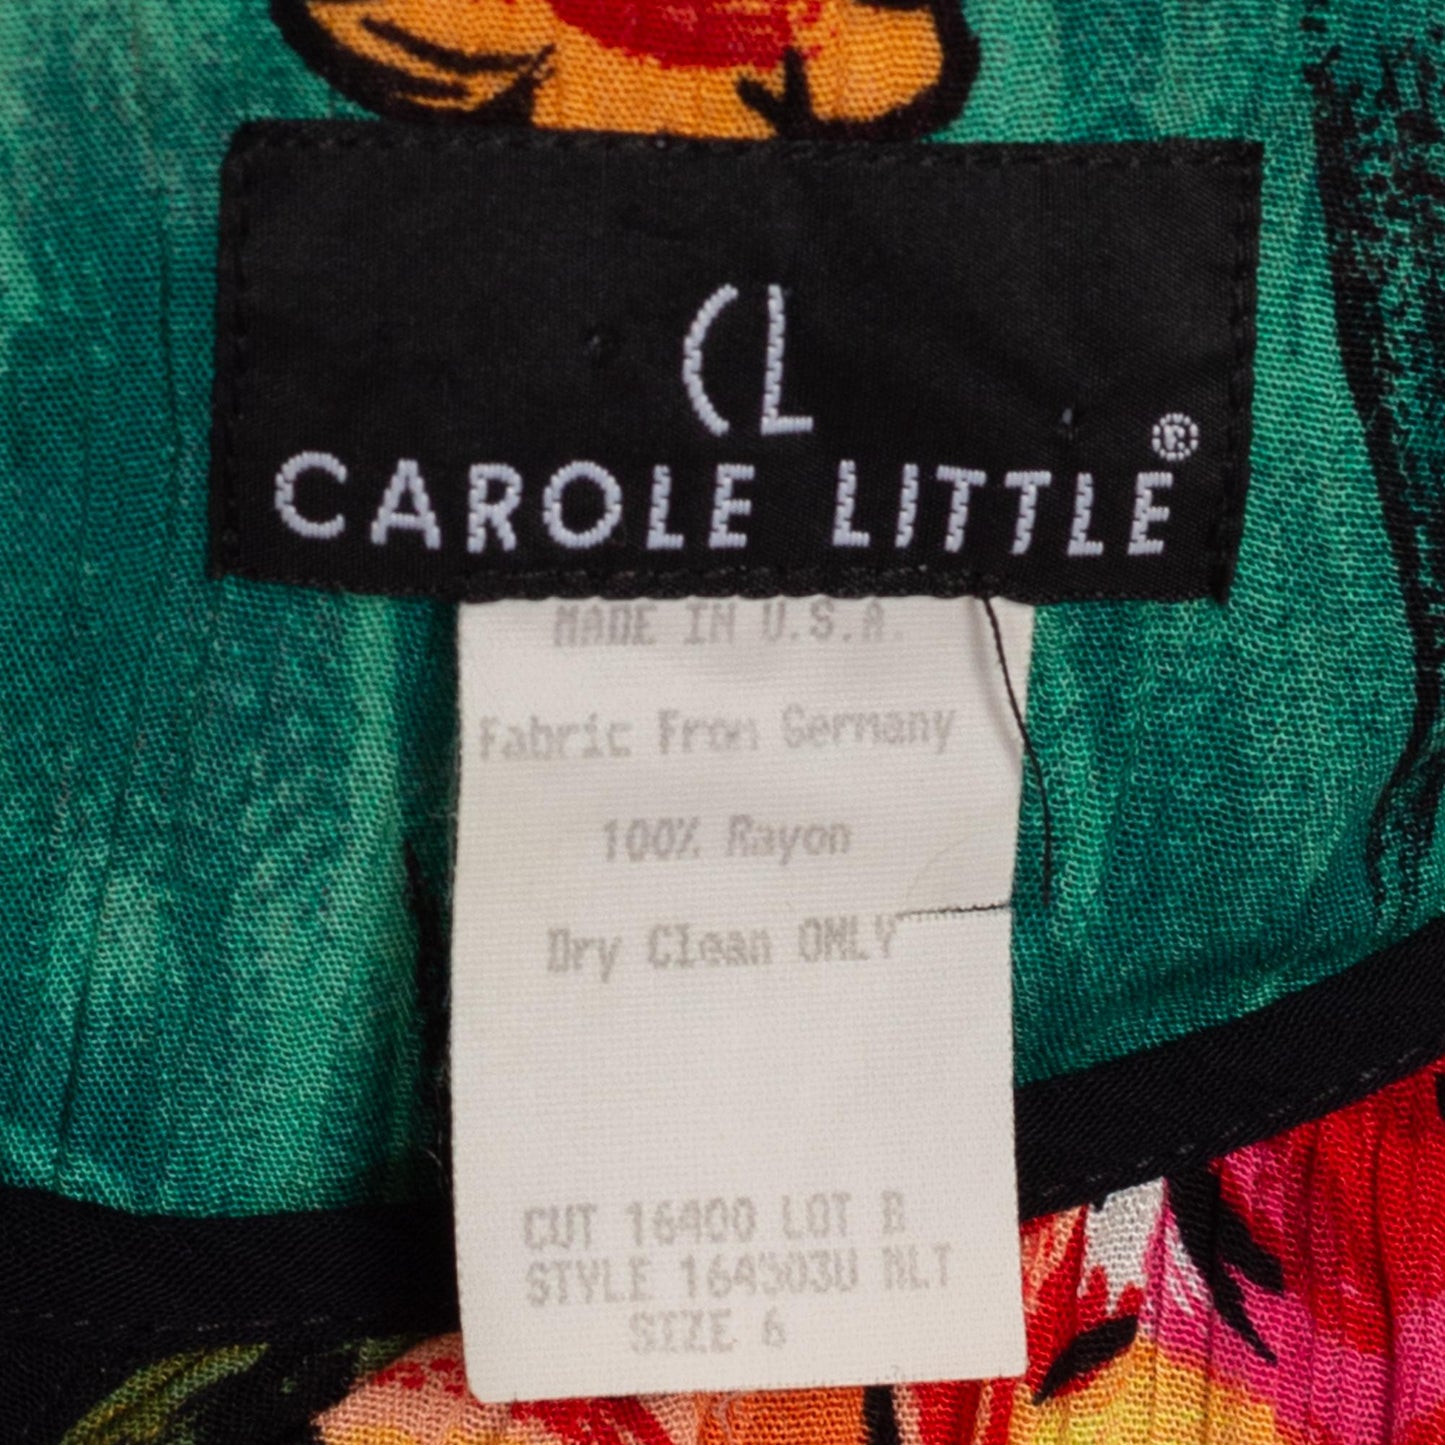 CL
CAROLE LITTLE®
MADE IN U.S.A.
Fabric From Germany
100% Rayon
Dry Clean ONLY
CUT 16400 LOT B
STYLE 164303U NLT
SIZE 6